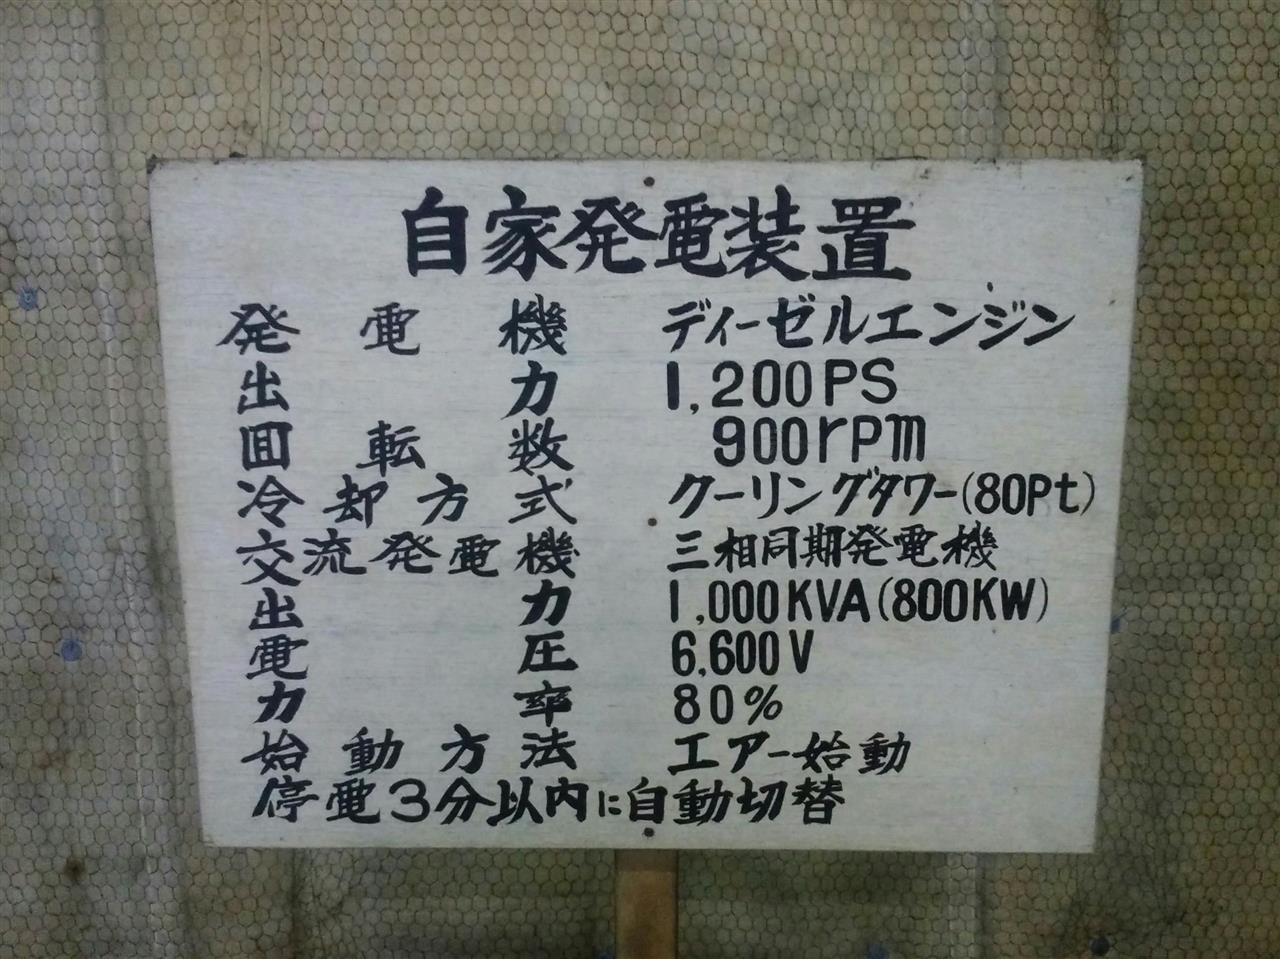 自家発電装置
発電機 ディーゼルエンジン
出力 1,200PS
回転数 900rpm
冷却方式 クーリングタワー(80Pt)
交流発電機 三相同期発電機
出力 1,000KVA(800KW)
電圧 6,600V
力率 80%
始動方法 エアー始動
停電3分以内に自動切替